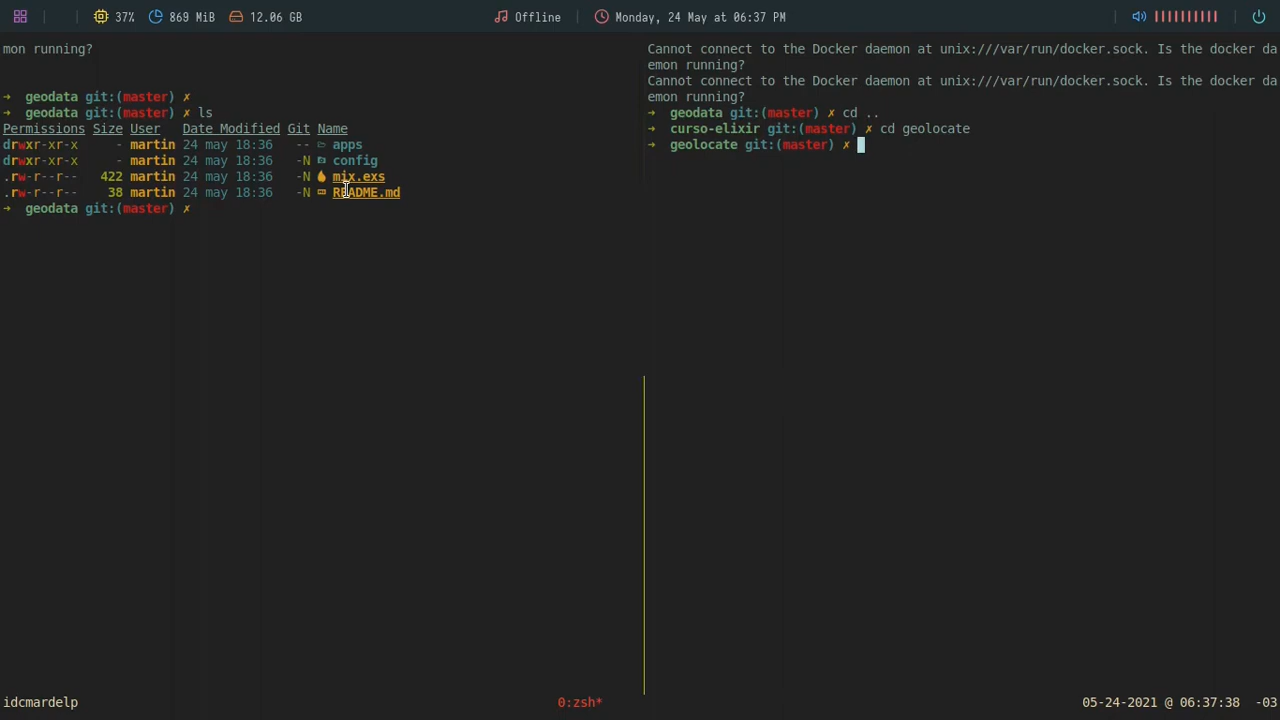 37% 869 MiB 12.06 GB Offline Monday, 24 May at 06:37 PM
mon running?
➜ geodata git:(master) ✗
➜ geodata git:(master) ✗ ls
Permissions Size User Date Modified Git Name
drwxr-xr-x - martin 24 may 18:36 -- apps
drwxr-xr-x - martin 24 may 18:36 -N config
.rw-r--r-- 422 martin 24 may 18:36 -N mix.exs
.rw-r--r-- 38 martin 24 may 18:36 -N README.md
➜ geodata git:(master) ✗
Cannot connect to the Docker daemon at unix:///var/run/docker.sock. Is the docker da
emon running?
Cannot connect to the Docker daemon at unix:///var/run/docker.sock. Is the docker da
emon running?
➜ geodata git:(master) ✗ cd ..
➜ curso-elixir git:(master) ✗ cd geolocate
➜ geolocate git:(master) ✗
idcmardelp 0:zsh* 05-24-2021 @ 06:37:38 -03